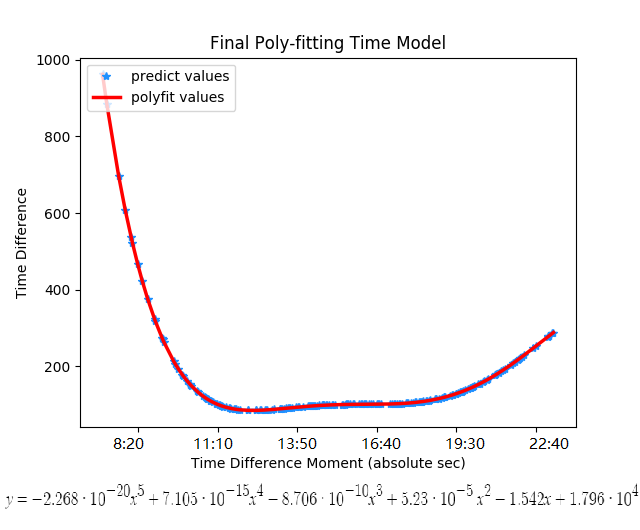 Final Poly-fitting Time Model
predict values
polyfit values
1000
800
600
400
200
Time Difference
8:20 11:10 13:50 16:40 19:30 22:40
Time Difference Moment (absolute sec)
y = −2.268 · 10^{−20}x^5 + 7.105 · 10^{−15}x^4 − 8.706 · 10^{−10}x^3 + 5.23 · 10^{−5} x^2 − 1.542x + 1.796 · 10^4